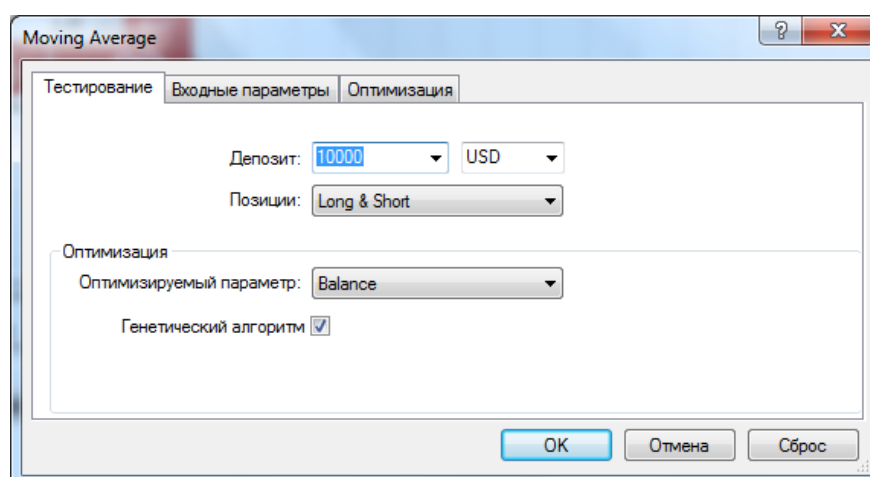 Moving Average
Тестирование Входные параметры Оптимизация
Депозит: 10000 USD
Позиции: Long & Short
Оптимизация
Оптимизируемый параметр: Balance
Генетический алгоритм
OK Отмена Сброс